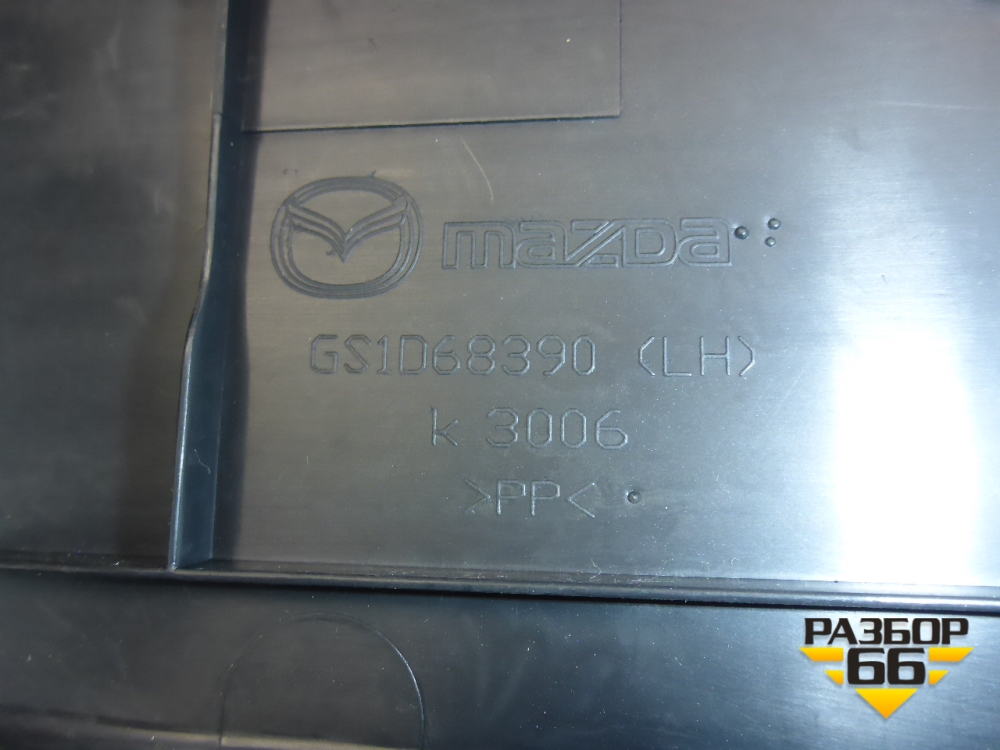 mazda
GS1D68390 (LH)
k 3006
>PP<
РАЗБОР
66